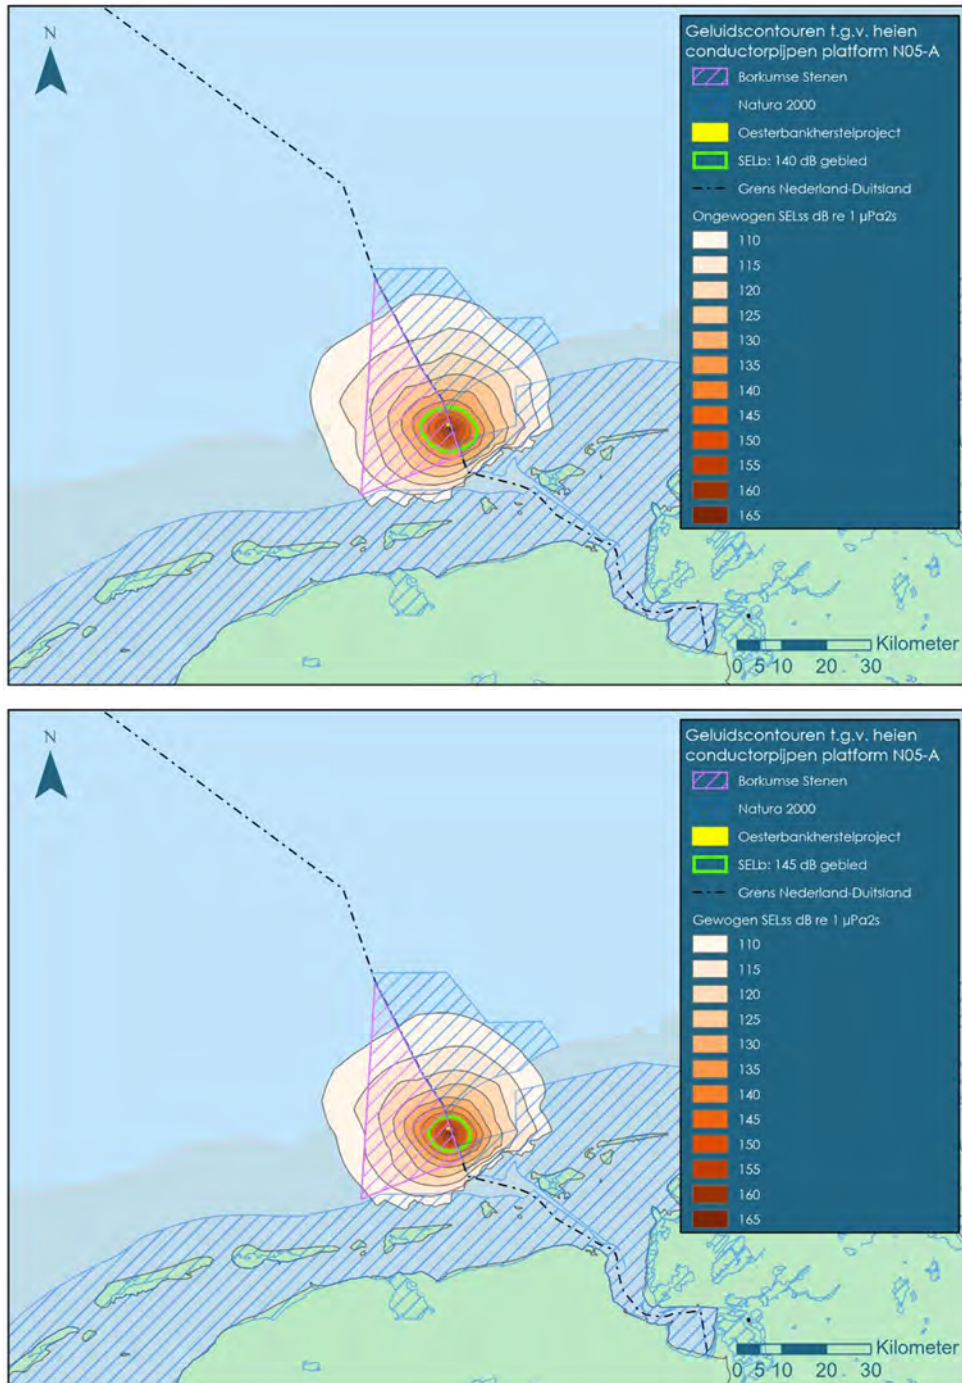 N
Geluidscontouren t.g.v. heien
conductorpijpen platform N05-A
Borkumse Stenen
Natura 2000
Oesterbankherstelproject
SELb: 140 dB gebied
Grens Nederland-Duitsland
Ongewogen SELss dB re 1 µPa2s
110
115
120
125
130
135
140
145
150
155
160
165
Kilometer
0 5 10 20 30
N
Geluidscontouren t.g.v. heien
conductorpijpen platform N05-A
Borkumse Stenen
Natura 2000
Oesterbankherstelproject
SELb: 145 dB gebied
Grens Nederland-Duitsland
Gewogen SELss dB re 1 µPa2s
110
115
120
125
130
135
140
145
150
155
160
165
Kilometer
0 5 10 20 30